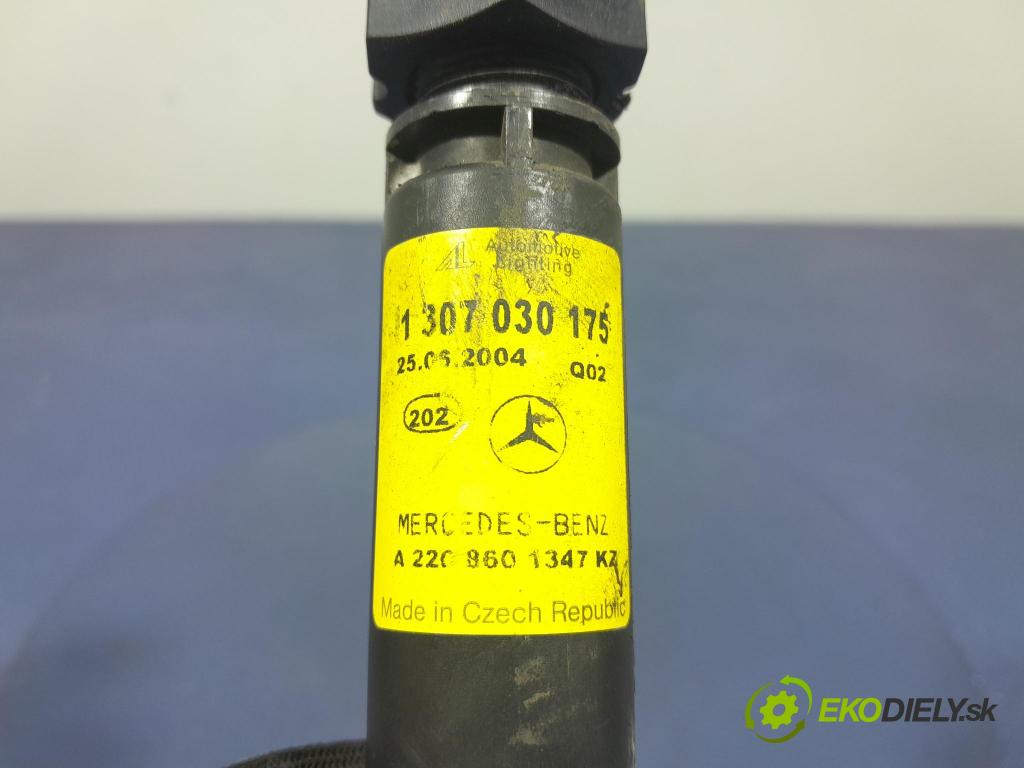 AL Automotive
Lighting
1 307 030 175
25.06.2004 Q02
202
MERCEDES-BENZ
A 220 860 1347 KZ
Made in Czech Republic
EKODIELY.sk